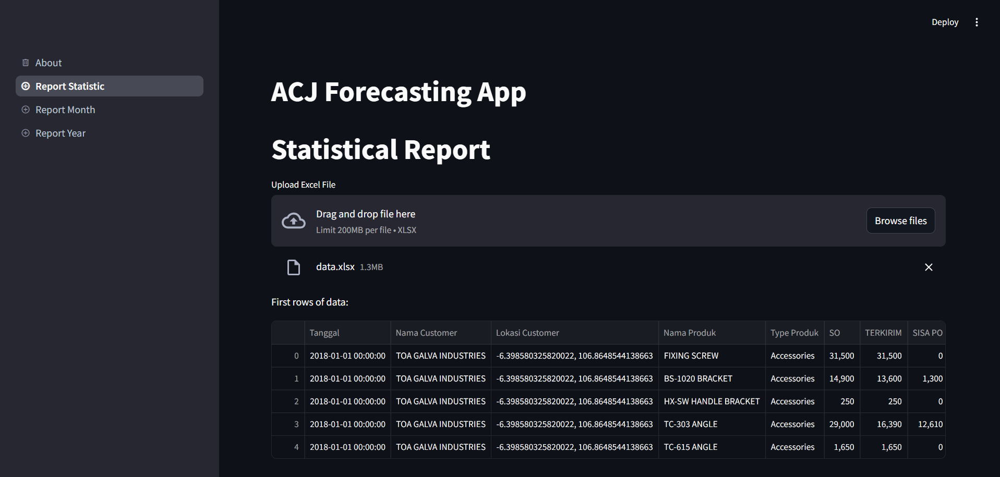 Deploy
About
Report Statistic
Report Month
Report Year
ACJ Forecasting App
Statistical Report
Upload Excel File
Drag and drop file here
Limit 200MB per file • XLSX
Browse files
data.xlsx 1.3MB
First rows of data:
Tanggal Nama Customer Lokasi Customer Nama Produk Type Produk SO TERKIRIM SISA PO
0 2018-01-01 00:00:00 TOA GALVA INDUSTRIES -6.398580325820022, 106.8648544138663 FIXING SCREW Accessories 31,500 31,500 0
1 2018-01-01 00:00:00 TOA GALVA INDUSTRIES -6.398580325820022, 106.8648544138663 BS-1020 BRACKET Accessories 14,900 13,600 1,300
2 2018-01-01 00:00:00 TOA GALVA INDUSTRIES -6.398580325820022, 106.8648544138663 HX-SW HANDLE BRACKET Accessories 250 250 0
3 2018-01-01 00:00:00 TOA GALVA INDUSTRIES -6.398580325820022, 106.8648544138663 TC-303 ANGLE Accessories 29,000 16,390 12,610
4 2018-01-01 00:00:00 TOA GALVA INDUSTRIES -6.398580325820022, 106.8648544138663 TC-615 ANGLE Accessories 1,650 1,650 0